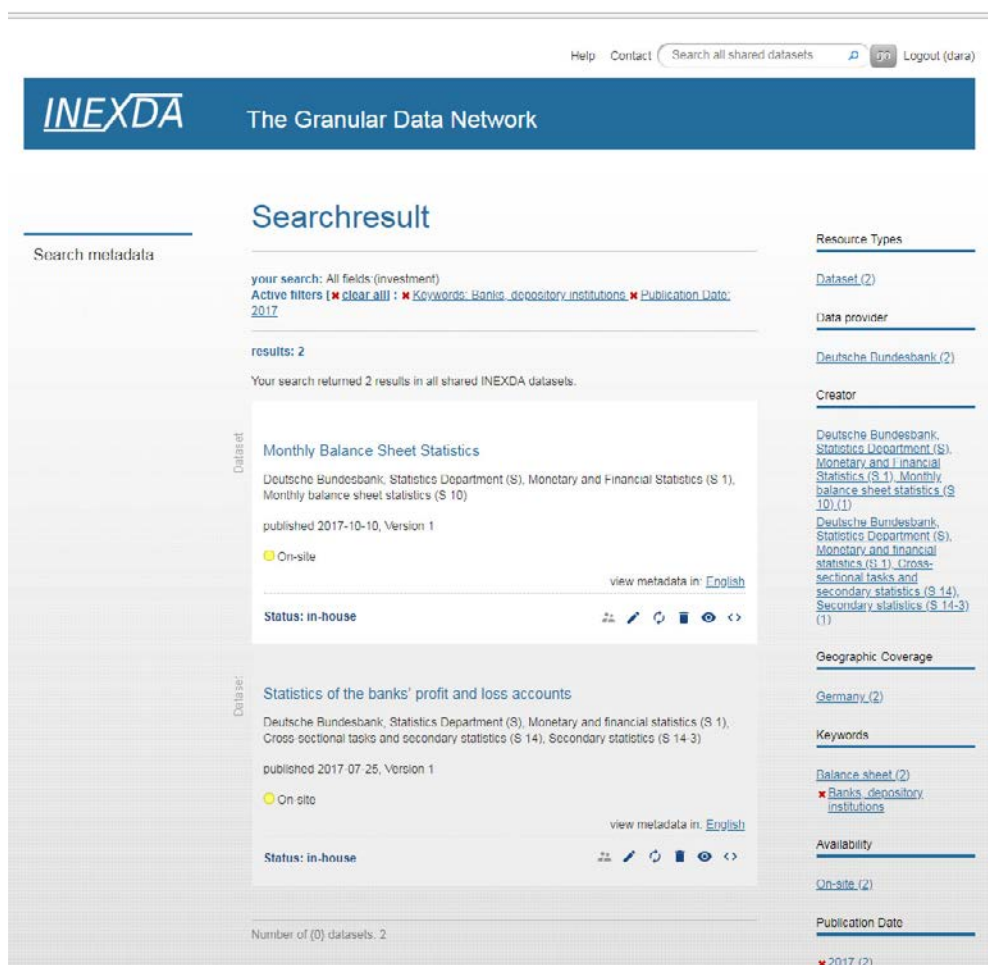 Help Contact Search all shared datasets go Logout (dara)
INEXDA The Granular Data Network
Search metadata
Searchresult
your search: All fields:(investment)
Active filters [✖ clear all] : ✖ Keywords: Banks, depository institutions ✖ Publication Date:
2017
results: 2
Your search returned 2 results in all shared INEXDA datasets.
Dataset
Monthly Balance Sheet Statistics
Deutsche Bundesbank, Statistics Department (S), Monetary and Financial Statistics (S 1),
Monthly balance sheet statistics (S 10)
published 2017-10-10, Version 1
On-site
view metadata in: English
Status: in-house
Dataset
Statistics of the banks' profit and loss accounts
Deutsche Bundesbank, Statistics Department (S), Monetary and financial statistics (S 1),
Cross-sectional tasks and secondary statistics (S 14), Secondary statistics (S 14-3)
published 2017-07-25, Version 1
On-site
view metadata in: English
Status: in-house
Number of (0) datasets: 2
Resource Types
Dataset (2)
Data provider
Deutsche Bundesbank (2)
Creator
Deutsche Bundesbank,
Statistics Department (S),
Monetary and Financial
Statistics (S 1), Monthly
balance sheet statistics (S
10) (1)
Deutsche Bundesbank,
Statistics Department (S),
Monetary and financial
statistics (S 1), Cross-
sectional tasks and
secondary statistics (S 14),
Secondary statistics (S 14-3)
(1)
Geographic Coverage
Germany (2)
Keywords
Balance sheet (2)
✖ Banks, depository
institutions
Availability
On-site (2)
Publication Date
✖ 2017 (2)